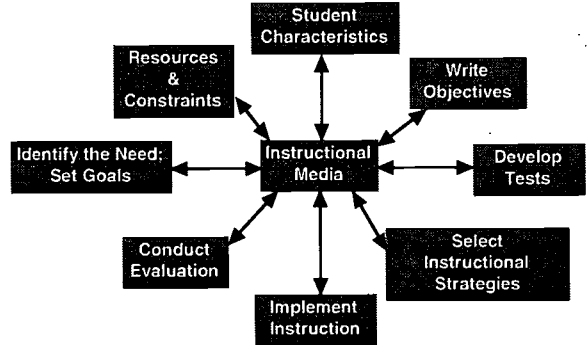 Student
Characteristics
Resources
&
Constraints
Write
Objectives
Identify the Need;
Set Goals
Instructional
Media
Develop
Tests
Conduct
Evaluation
Select
Instructional
Strategies
Implement
Instruction